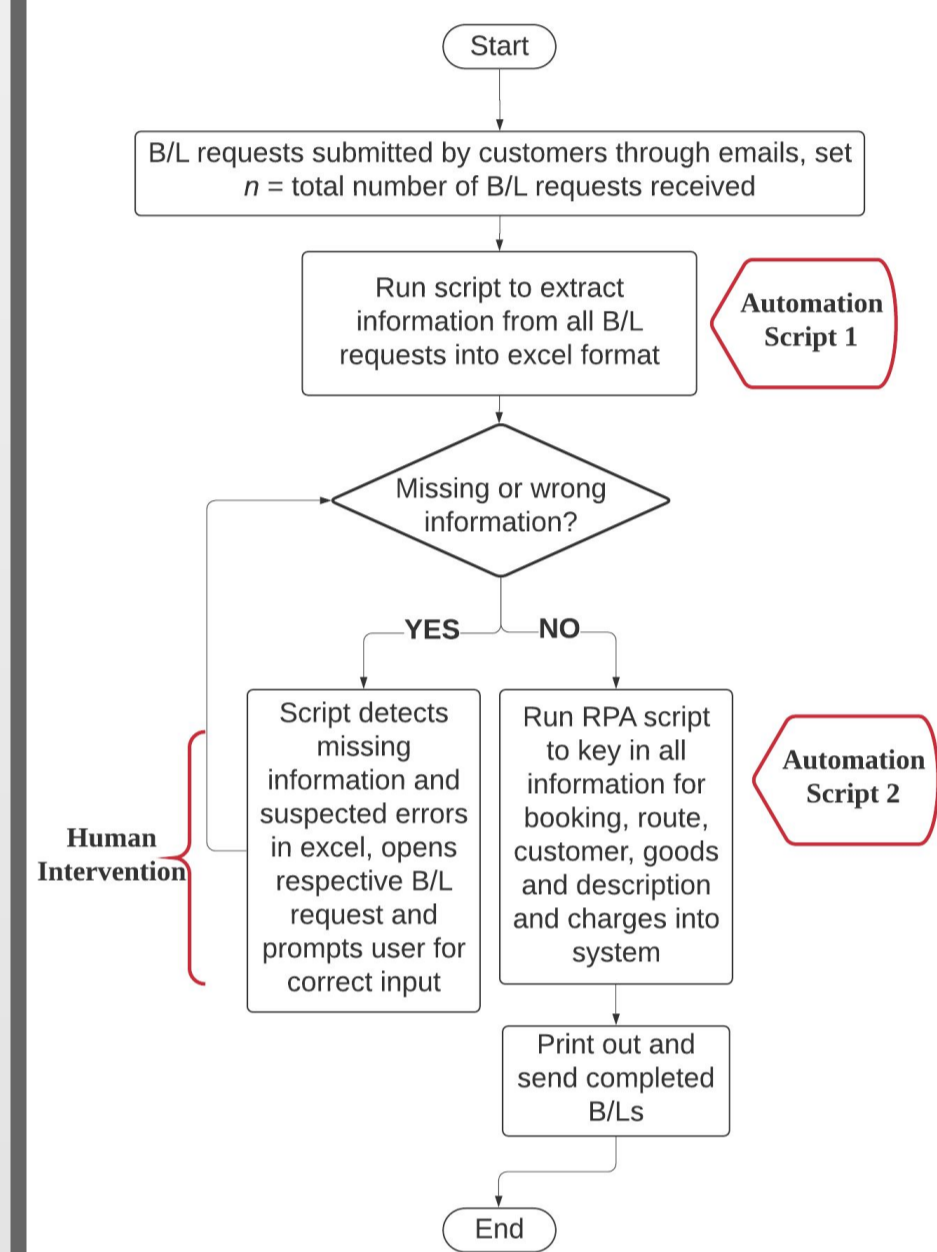 Start
B/L requests submitted by customers through emails, set
n = total number of B/L requests received
Run script to extract
information from all B/L
requests into excel format
Automation
Script 1
Missing or wrong
information?
YES
NO
Script detects
missing
information and
suspected errors
in excel, opens
respective B/L
request and
prompts user for
correct input
Human
Intervention
Run RPA script
to key in all
information for
booking, route,
customer, goods
and description
and charges into
system
Automation
Script 2
Print out and
send completed
B/Ls
End